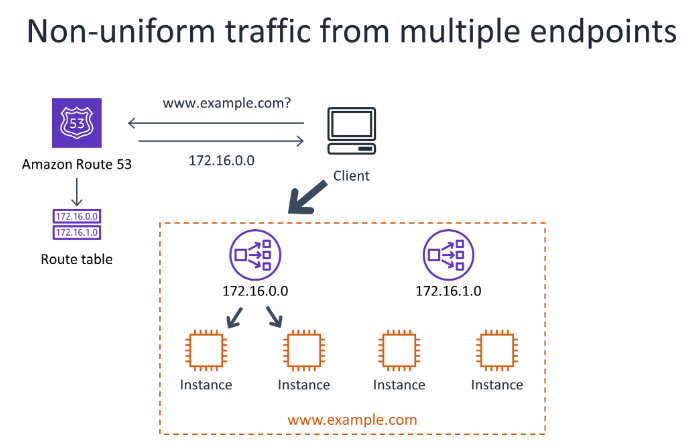 Non-uniform traffic from multiple endpoints
www.example.com?
53
172.16.0.0
Amazon Route 53
Client
172.16.0.0
172.16.1.0
Route table
172.16.0.0
172.16.1.0
Instance
Instance
Instance
Instance
www.example.com